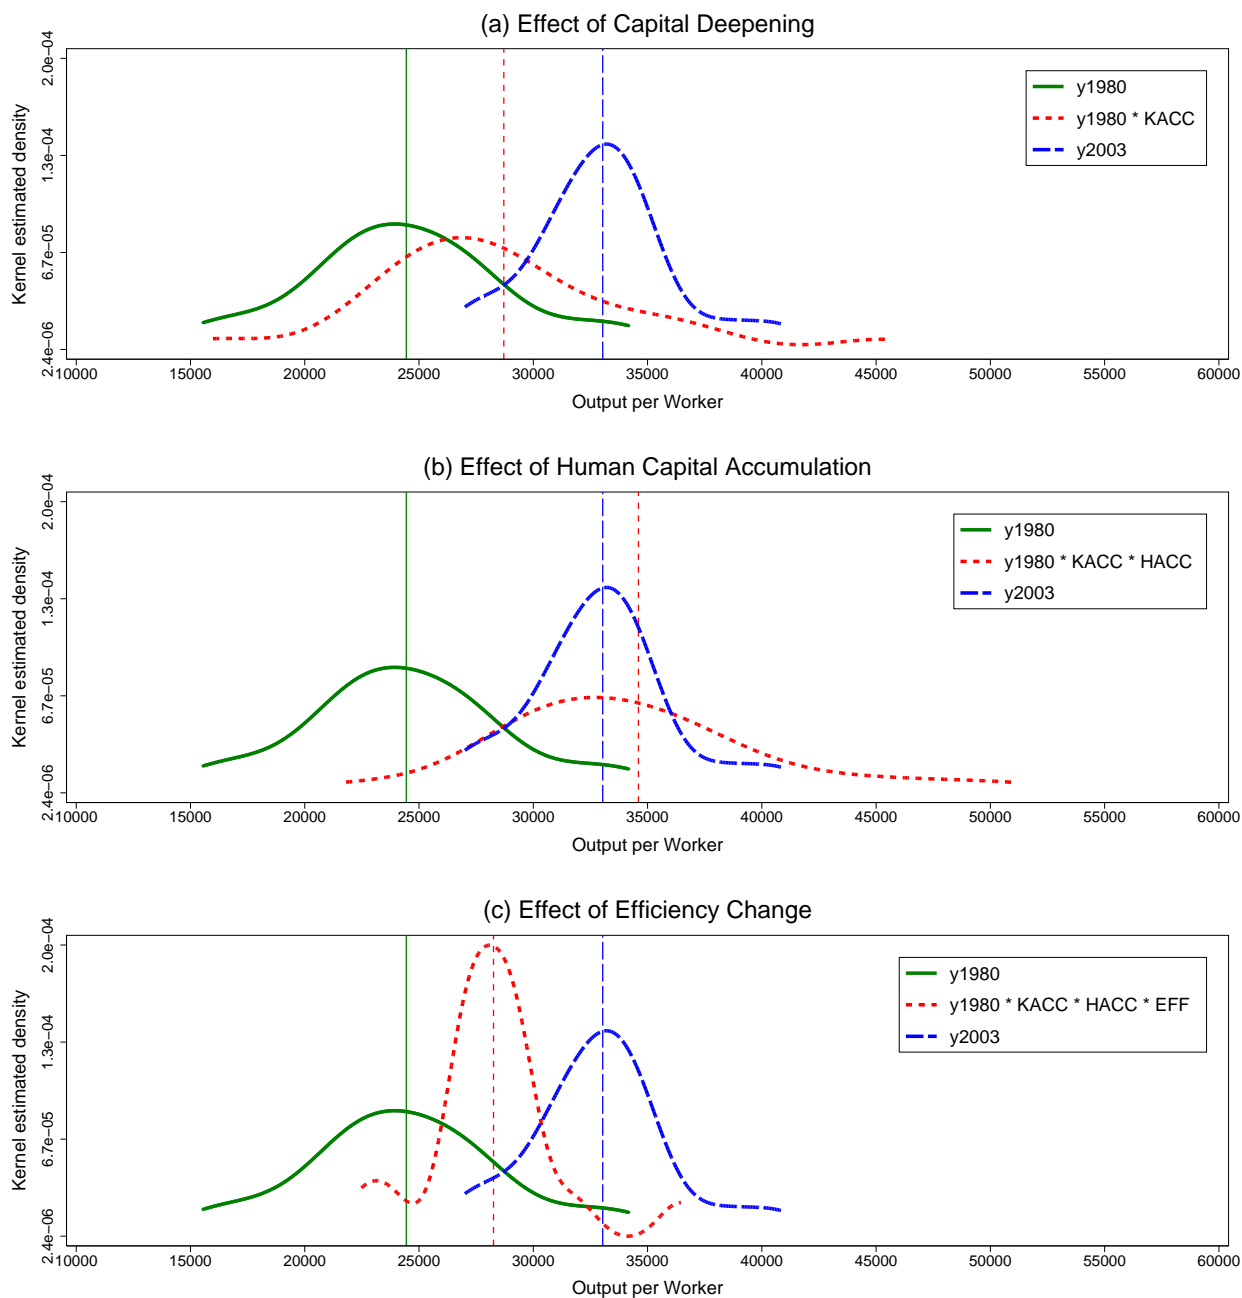 (a) Effect of Capital Deepening
Kernel estimated density
2.4e−06 6.7e−05 1.3e−04 2.0e−04
y1980
y1980 * KACC
y2003
10000 15000 20000 25000 30000 35000 40000 45000 50000 55000 60000
Output per Worker
(b) Effect of Human Capital Accumulation
Kernel estimated density
2.4e−06 6.7e−05 1.3e−04 2.0e−04
y1980
y1980 * KACC * HACC
y2003
10000 15000 20000 25000 30000 35000 40000 45000 50000 55000 60000
Output per Worker
(c) Effect of Efficiency Change
Kernel estimated density
2.4e−06 6.7e−05 1.3e−04 2.0e−04
y1980
y1980 * KACC * HACC * EFF
y2003
10000 15000 20000 25000 30000 35000 40000 45000 50000 55000 60000
Output per Worker